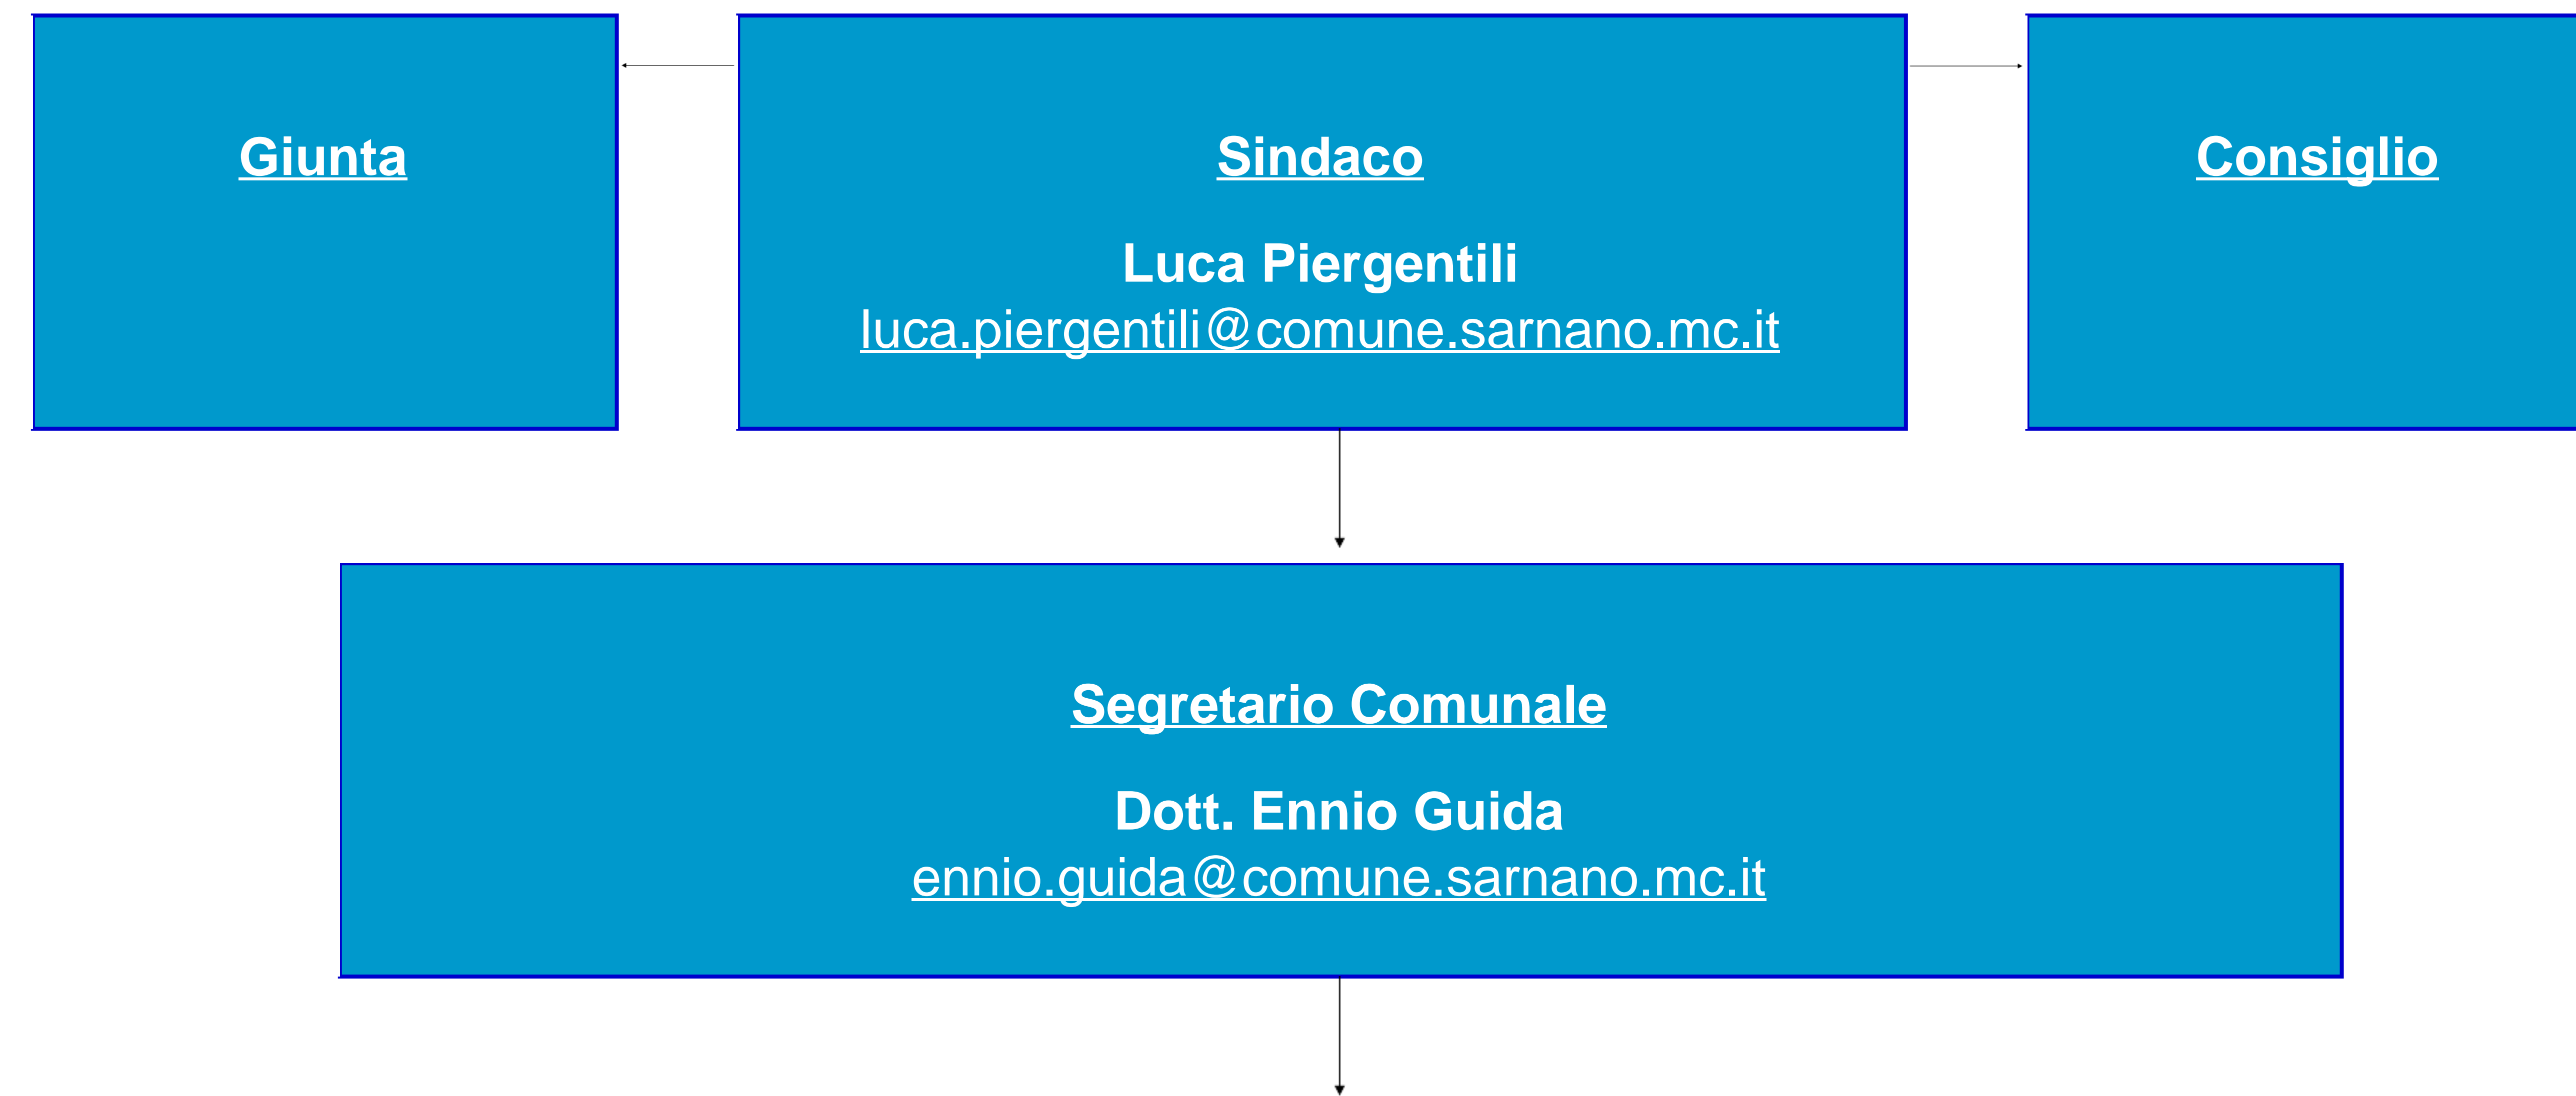 Giunta
Sindaco
Luca Piergentili
luca.piergentili@comune.sarnano.mc.it
Consiglio
Segretario Comunale
Dott. Ennio Guida
ennio.guida@comune.sarnano.mc.it